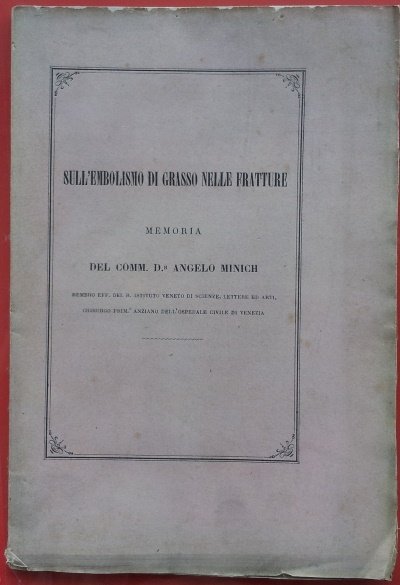 SULL'EMBOLISMO DI GRASSO NELLE FRATTURE
MEMORIA
DEL COMM. D.R ANGELO MINICH
MEMBRO EFF. DEL R. ISTITUTO VENETO DI SCIENZE, LETTERE ED ARTI,
CHIRURGO PRIM.º ANZIANO DELL'OSPEDALE CIVILE DI VENEZIA